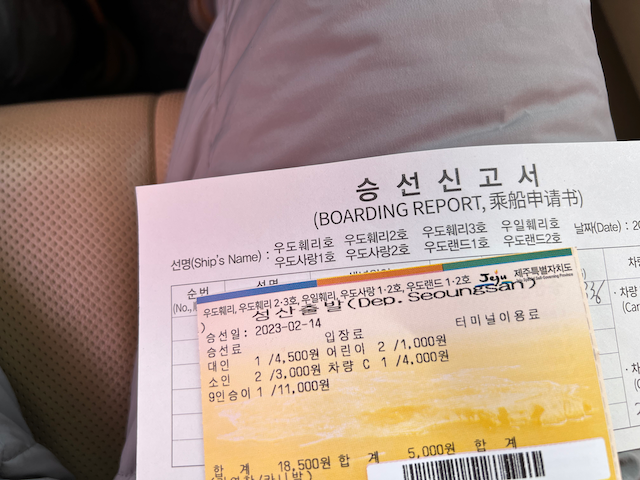 승선신고서
(BOARDING REPORT, 乘船申请书)
선명(Ship's Name) : 우도훼리호 우도훼리2호 우도훼리3호 우일훼리호 날짜(Date) : 20
우도사랑1호 우도사랑2호 우도랜드1호 우도랜드2호
순번
(No.,
성명
차량
(Car
Jeju 제주특별자치도
우도훼리, 우도훼리 2·3호, 우일훼리, 우도사랑 1·2호, 우도랜드 1·2호
)
성산출발(Dep. Seoungsan)
승선일: 2023-02-14
승선료 입장료 터미널이용료
대인 1 /4,500원 어린이 2 /1,000원
소인 2 /3,000원 차량 C 1 /4,000원
9인승이 1 /11,000원
합 계 18,500원 합 계 5,000원 합 계